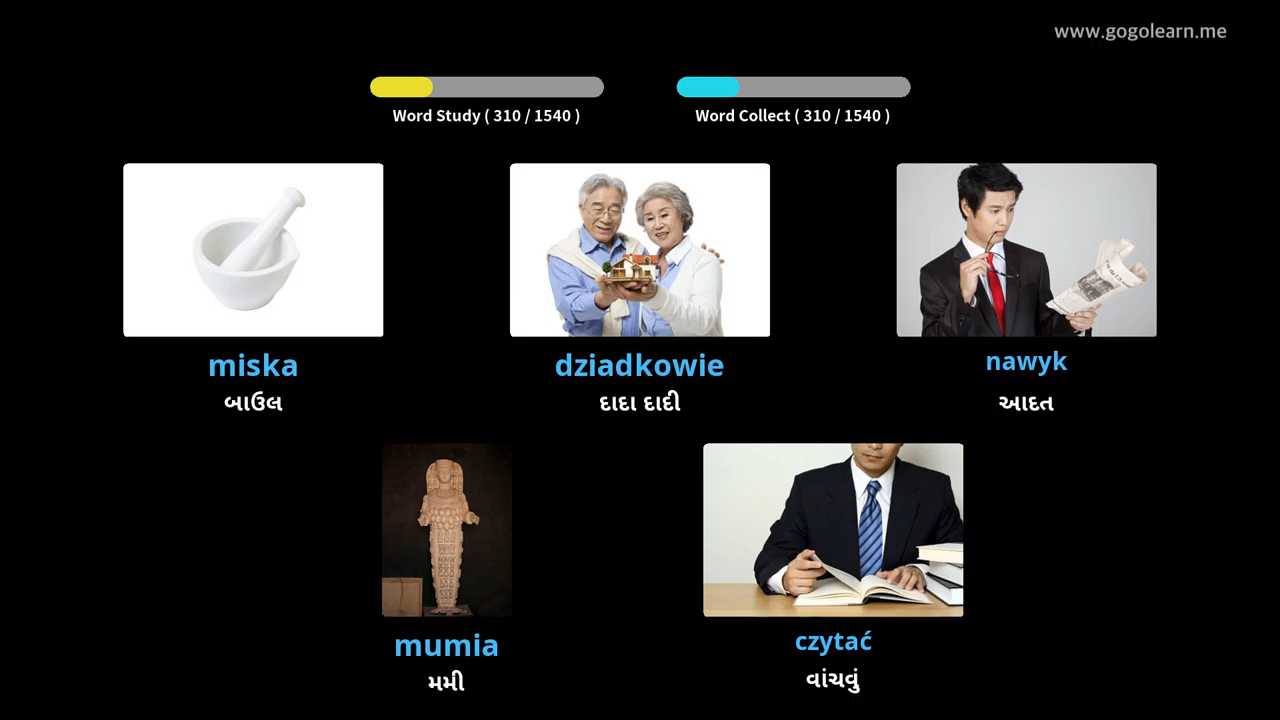 www.gogolearn.me
Word Study ( 310 / 1540 )
Word Collect ( 310 / 1540 )
miska
બાઉલ
dziadkowie
દાદા દાદી
nawyk
આદત
mumia
મમી
czytać
વાંચવું